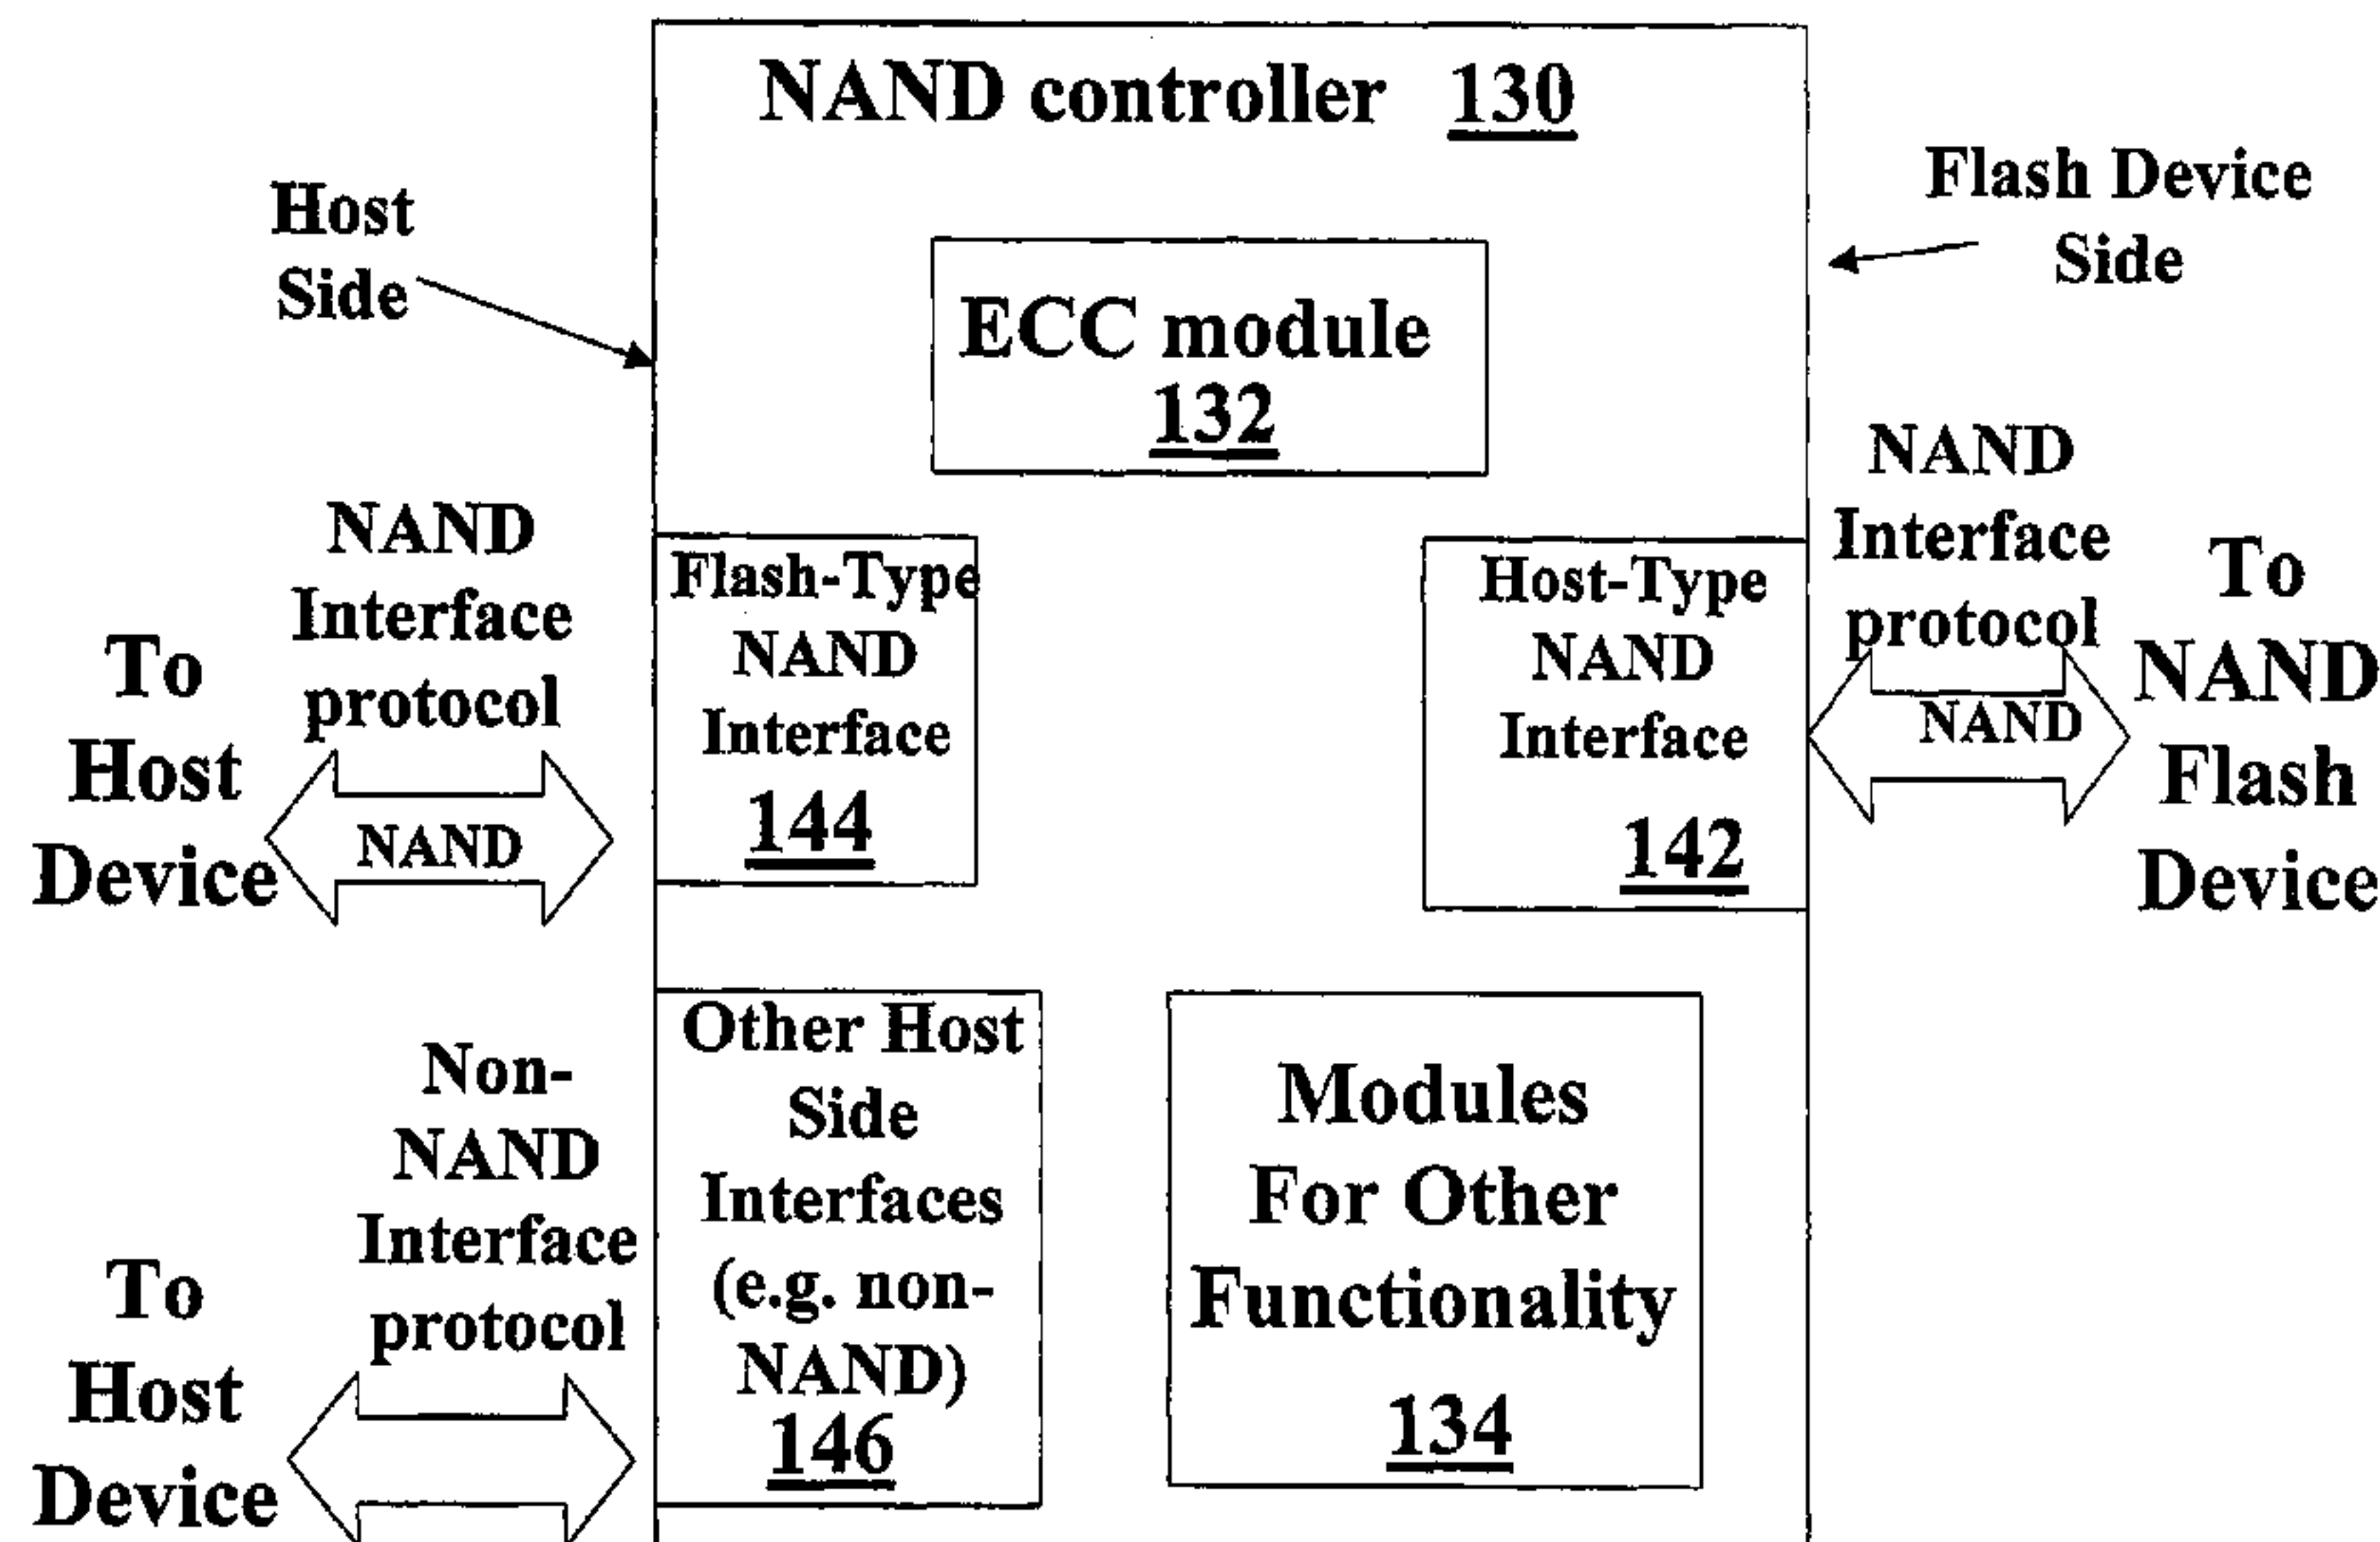 NAND controller 130
Host
Side
Flash Device
Side
ECC module
132
NAND
Interface
protocol
To
Host
Device
NAND
Flash-Type
NAND
Interface
144
Host-Type
NAND
Interface
142
NAND
Interface
protocol
NAND
To
NAND
Flash
Device
Non-
NAND
Interface
protocol
To
Host
Device
Other Host
Side
Interfaces
(e.g. non-
NAND)
146
Modules
For Other
Functionality
134